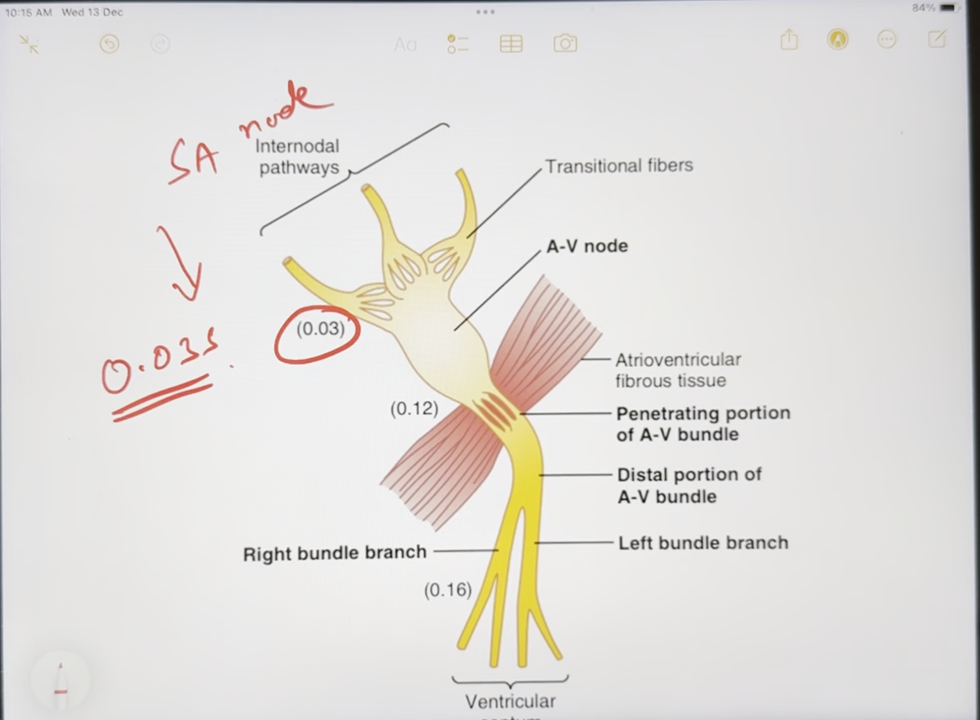 10:15 AM Wed 13 Dec
84%
Aa
SA node
Internodal
pathways
Transitional fibers
A-V node
(0.03)
0.03s.
Atrioventricular
fibrous tissue
(0.12)
Penetrating portion
of A-V bundle
Distal portion of
A-V bundle
Right bundle branch
Left bundle branch
(0.16)
Ventricular